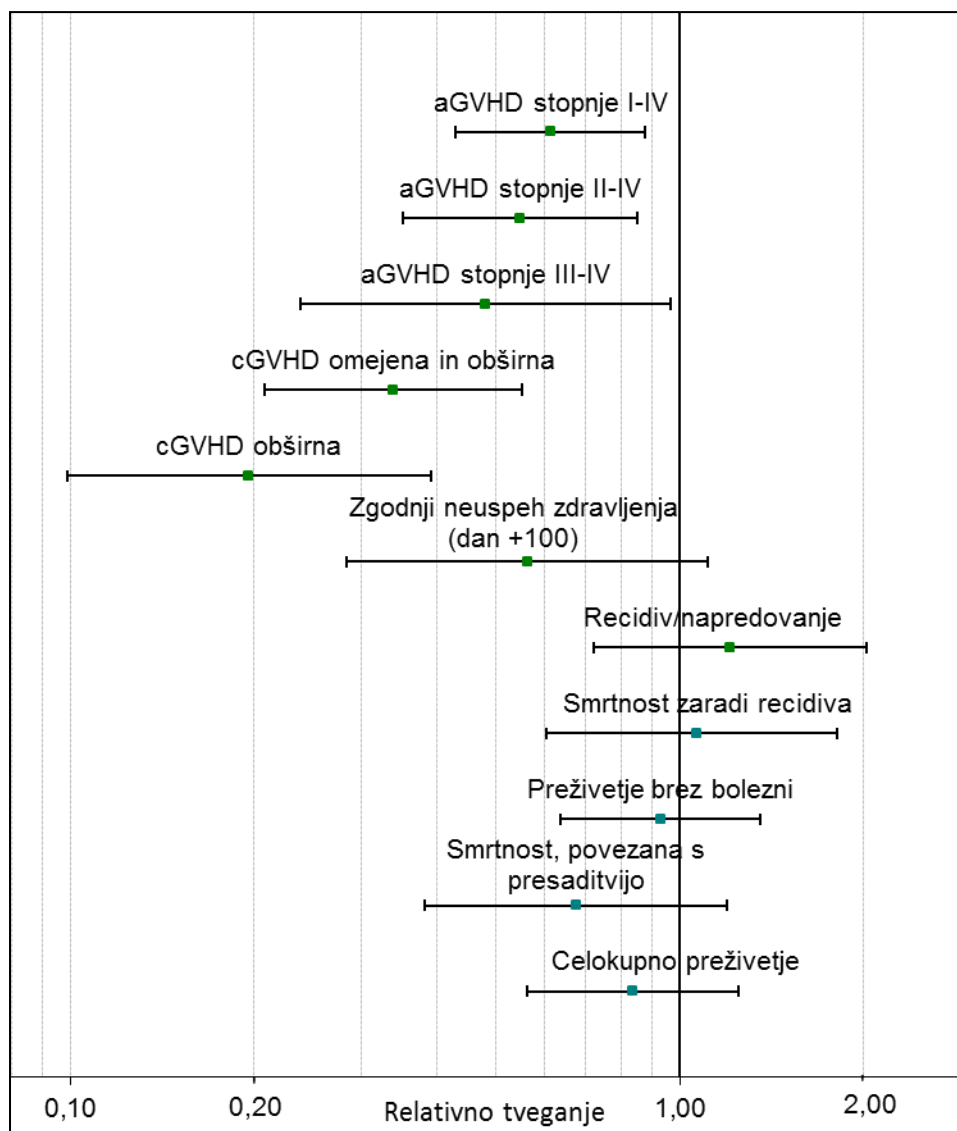 aGVHD stopnje I-IV
aGVHD stopnje II-IV
aGVHD stopnje III-IV
cGVHD omejena in obširna
cGVHD obširna
Zgodnji neuspeh zdravljenja
(dan +100)
Recidiv/napredovanje
Smrtnost zaradi recidiva
Preživetje brez bolezni
Smrtnost, povezana s
presaditvijo
Celokupno preživetje
0,10 0,20 Relativno tveganje 1,00 2,00